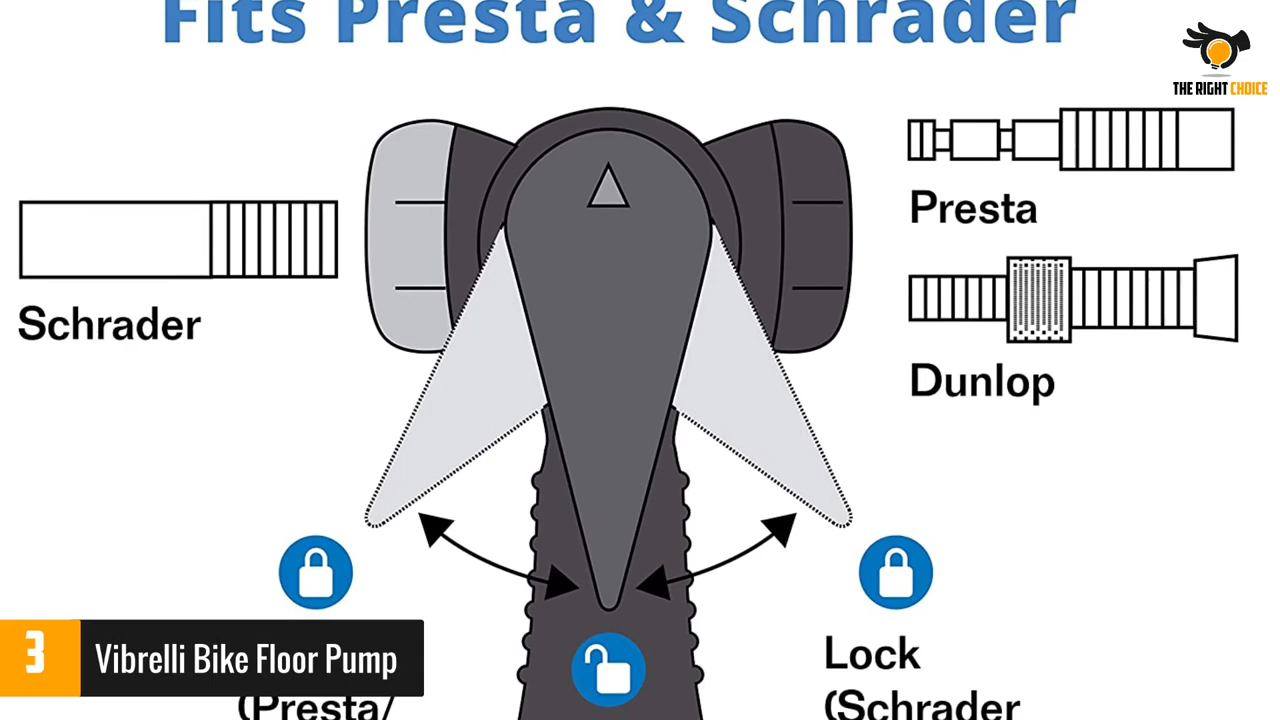 Fits Presta & Schrader
THE RIGHT CHOICE
Presta
Schrader
Dunlop
3
Vibrelli Bike Floor Pump
Lock
(Presta/
(Schrader